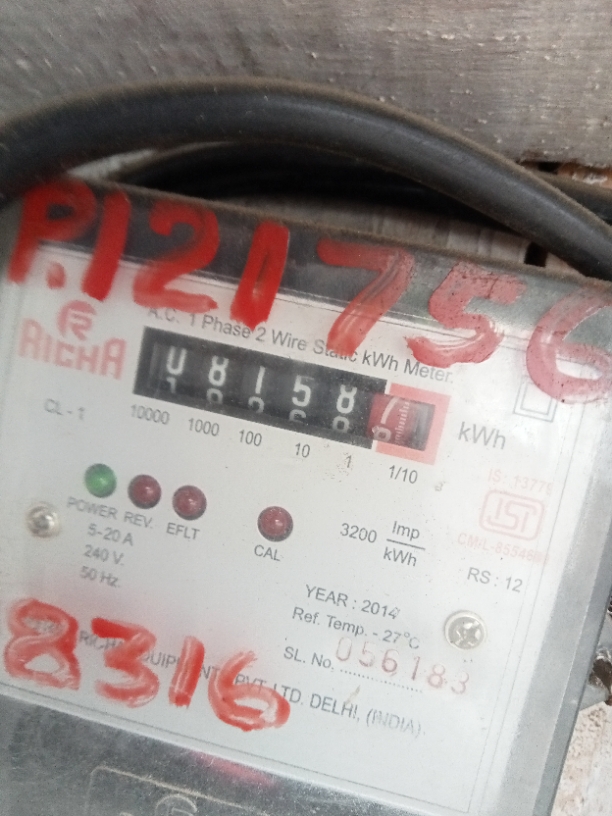 P.121756
A.C. 1 Phase 2 Wire Static kWh Meter.
RICHA
08158
kWh
CL - 1
10000 1000 100 10 1 1/10
IS : 13779
ISI
POWER REV. EFLT
CAL
3200 Imp/kWh
5-20 A
240 V.
50 Hz.
RS : 12
YEAR : 2014
Ref. Temp. - 27°C
SL. No. 056183
8316
PVT. LTD. DELHI, (INDIA)